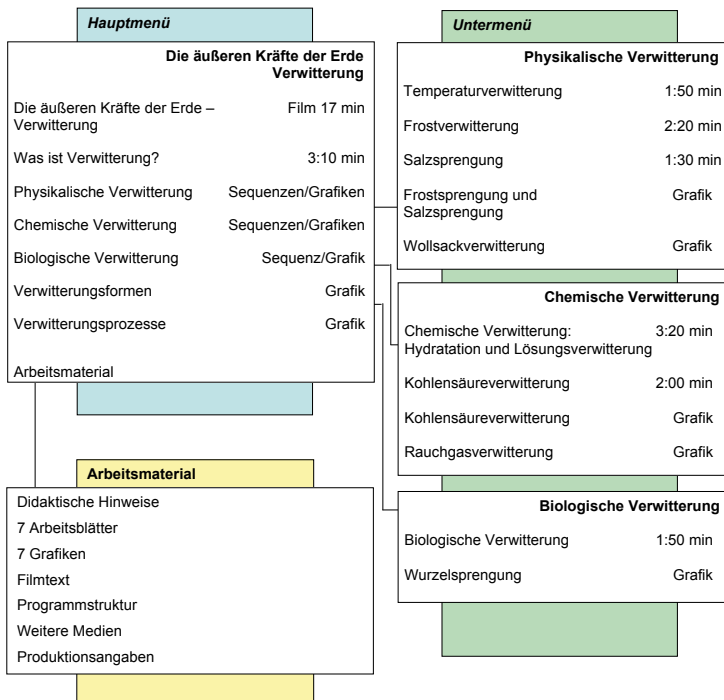 Hauptmenü
Die äußeren Kräfte der Erde
Verwitterung
Die äußeren Kräfte der Erde – Film 17 min
Verwitterung
Was ist Verwitterung? 3:10 min
Physikalische Verwitterung Sequenzen/Grafiken
Chemische Verwitterung Sequenzen/Grafiken
Biologische Verwitterung Sequenz/Grafik
Verwitterungsformen Grafik
Verwitterungsprozesse Grafik
Arbeitsmaterial
Arbeitsmaterial
Didaktische Hinweise
7 Arbeitsblätter
7 Grafiken
Filmtext
Programmstruktur
Weitere Medien
Produktionsangaben
Untermenü
Physikalische Verwitterung
Temperaturverwitterung 1:50 min
Frostverwitterung 2:20 min
Salzsprengung 1:30 min
Frostsprengung und Grafik
Salzsprengung
Wollsackverwitterung Grafik
Chemische Verwitterung
Chemische Verwitterung: 3:20 min
Hydratation und Lösungsverwitterung
Kohlensäureverwitterung 2:00 min
Kohlensäureverwitterung Grafik
Rauchgasverwitterung Grafik
Biologische Verwitterung
Biologische Verwitterung 1:50 min
Wurzelsprengung Grafik